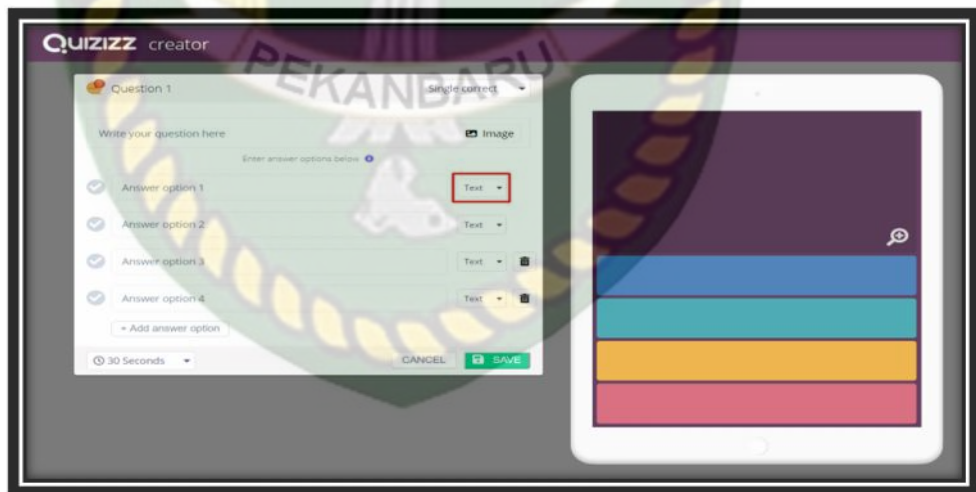 QUIZIZZ creator
PEKANBARU
Question 1
Single correct
Write your question here
Image
Enter answer options below
Answer option 1
Text
Answer option 2
Text
Answer option 3
Text
Answer option 4
Text
+ Add answer option
30 Seconds
CANCEL
SAVE